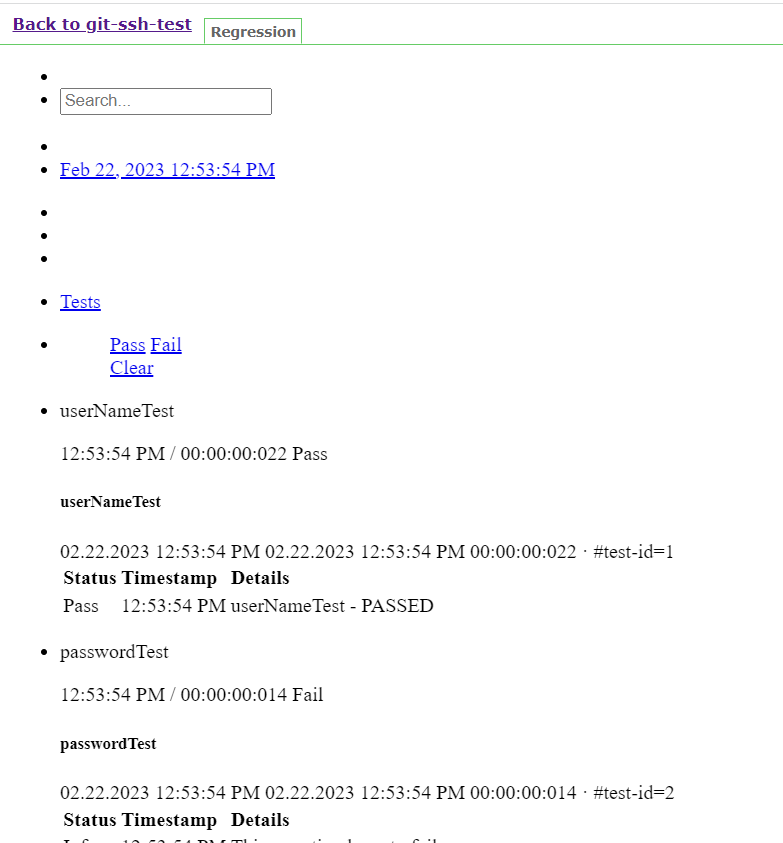 Back to git-ssh-test
Regression
Search...
Feb 22, 2023 12:53:54 PM
Tests
Pass Fail
Clear
userNameTest
12:53:54 PM / 00:00:00:022 Pass
userNameTest
02.22.2023 12:53:54 PM 02.22.2023 12:53:54 PM 00:00:00:022 · #test-id=1
Status Timestamp Details
Pass 12:53:54 PM userNameTest - PASSED
passwordTest
12:53:54 PM / 00:00:00:014 Fail
passwordTest
02.22.2023 12:53:54 PM 02.22.2023 12:53:54 PM 00:00:00:014 · #test-id=2
Status Timestamp Details